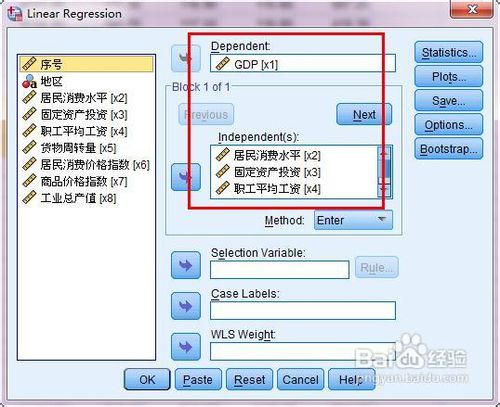 Linear Regression
序号
地区
居民消费水平 [x2]
固定资产投资 [x3]
职工平均工资 [x4]
货物周转量 [x5]
居民消费价格指数 [x6]
商品价格指数 [x7]
工业总产值 [x8]
Dependent:
GDP [x1]
Block 1 of 1
Previous
Next
Independent(s):
居民消费水平 [x2]
固定资产投资 [x3]
职工平均工资 [x4]
Method:
Enter
Selection Variable:
Rule...
Case Labels:
WLS Weight:
Statistics...
Plots...
Save...
Options...
Bootstrap...
OK
Paste
Reset
Cancel
Help
Baidu 经验
jingyan.baidu.com